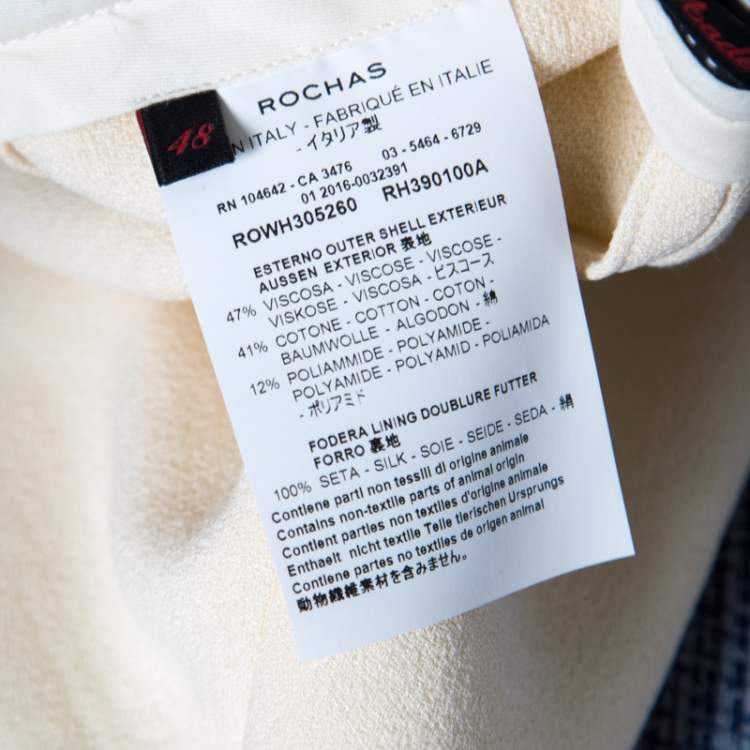 ROCHAS
48
N ITALY - FABRIQUÉ EN ITALIE
- イタリア製
RN 104642 - CA 3476 03 - 5464 - 6729
01 2016-0032391
ROWH305260 RH390100A
ESTERNO OUTER SHELL EXTERIEUR
AUSSEN EXTERIOR 表地
47% VISCOSA - VISCOSE - VISCOSE -
VISKOSE - VISCOSA - ビスコース
41% COTONE - COTTON - COTON -
BAUMWOLLE - ALGODON - 綿
12% POLIAMMIDE - POLYAMIDE -
POLYAMIDE - POLYAMID - POLIAMIDA
- ポリアミド
FODERA LINING DOUBLURE FUTTER
FORRO 裏地
100% SETA - SILK - SOIE - SEIDE - SEDA - 絹
Contiene parti non tessili di origine animale
Contains non-textile parts of animal origin
Contient parties non textiles d'origine animale
Enthaelt nicht textile Teile tierischen Ursprungs
Contiene partes no textiles de origen animal
動物繊維素材を含みません。